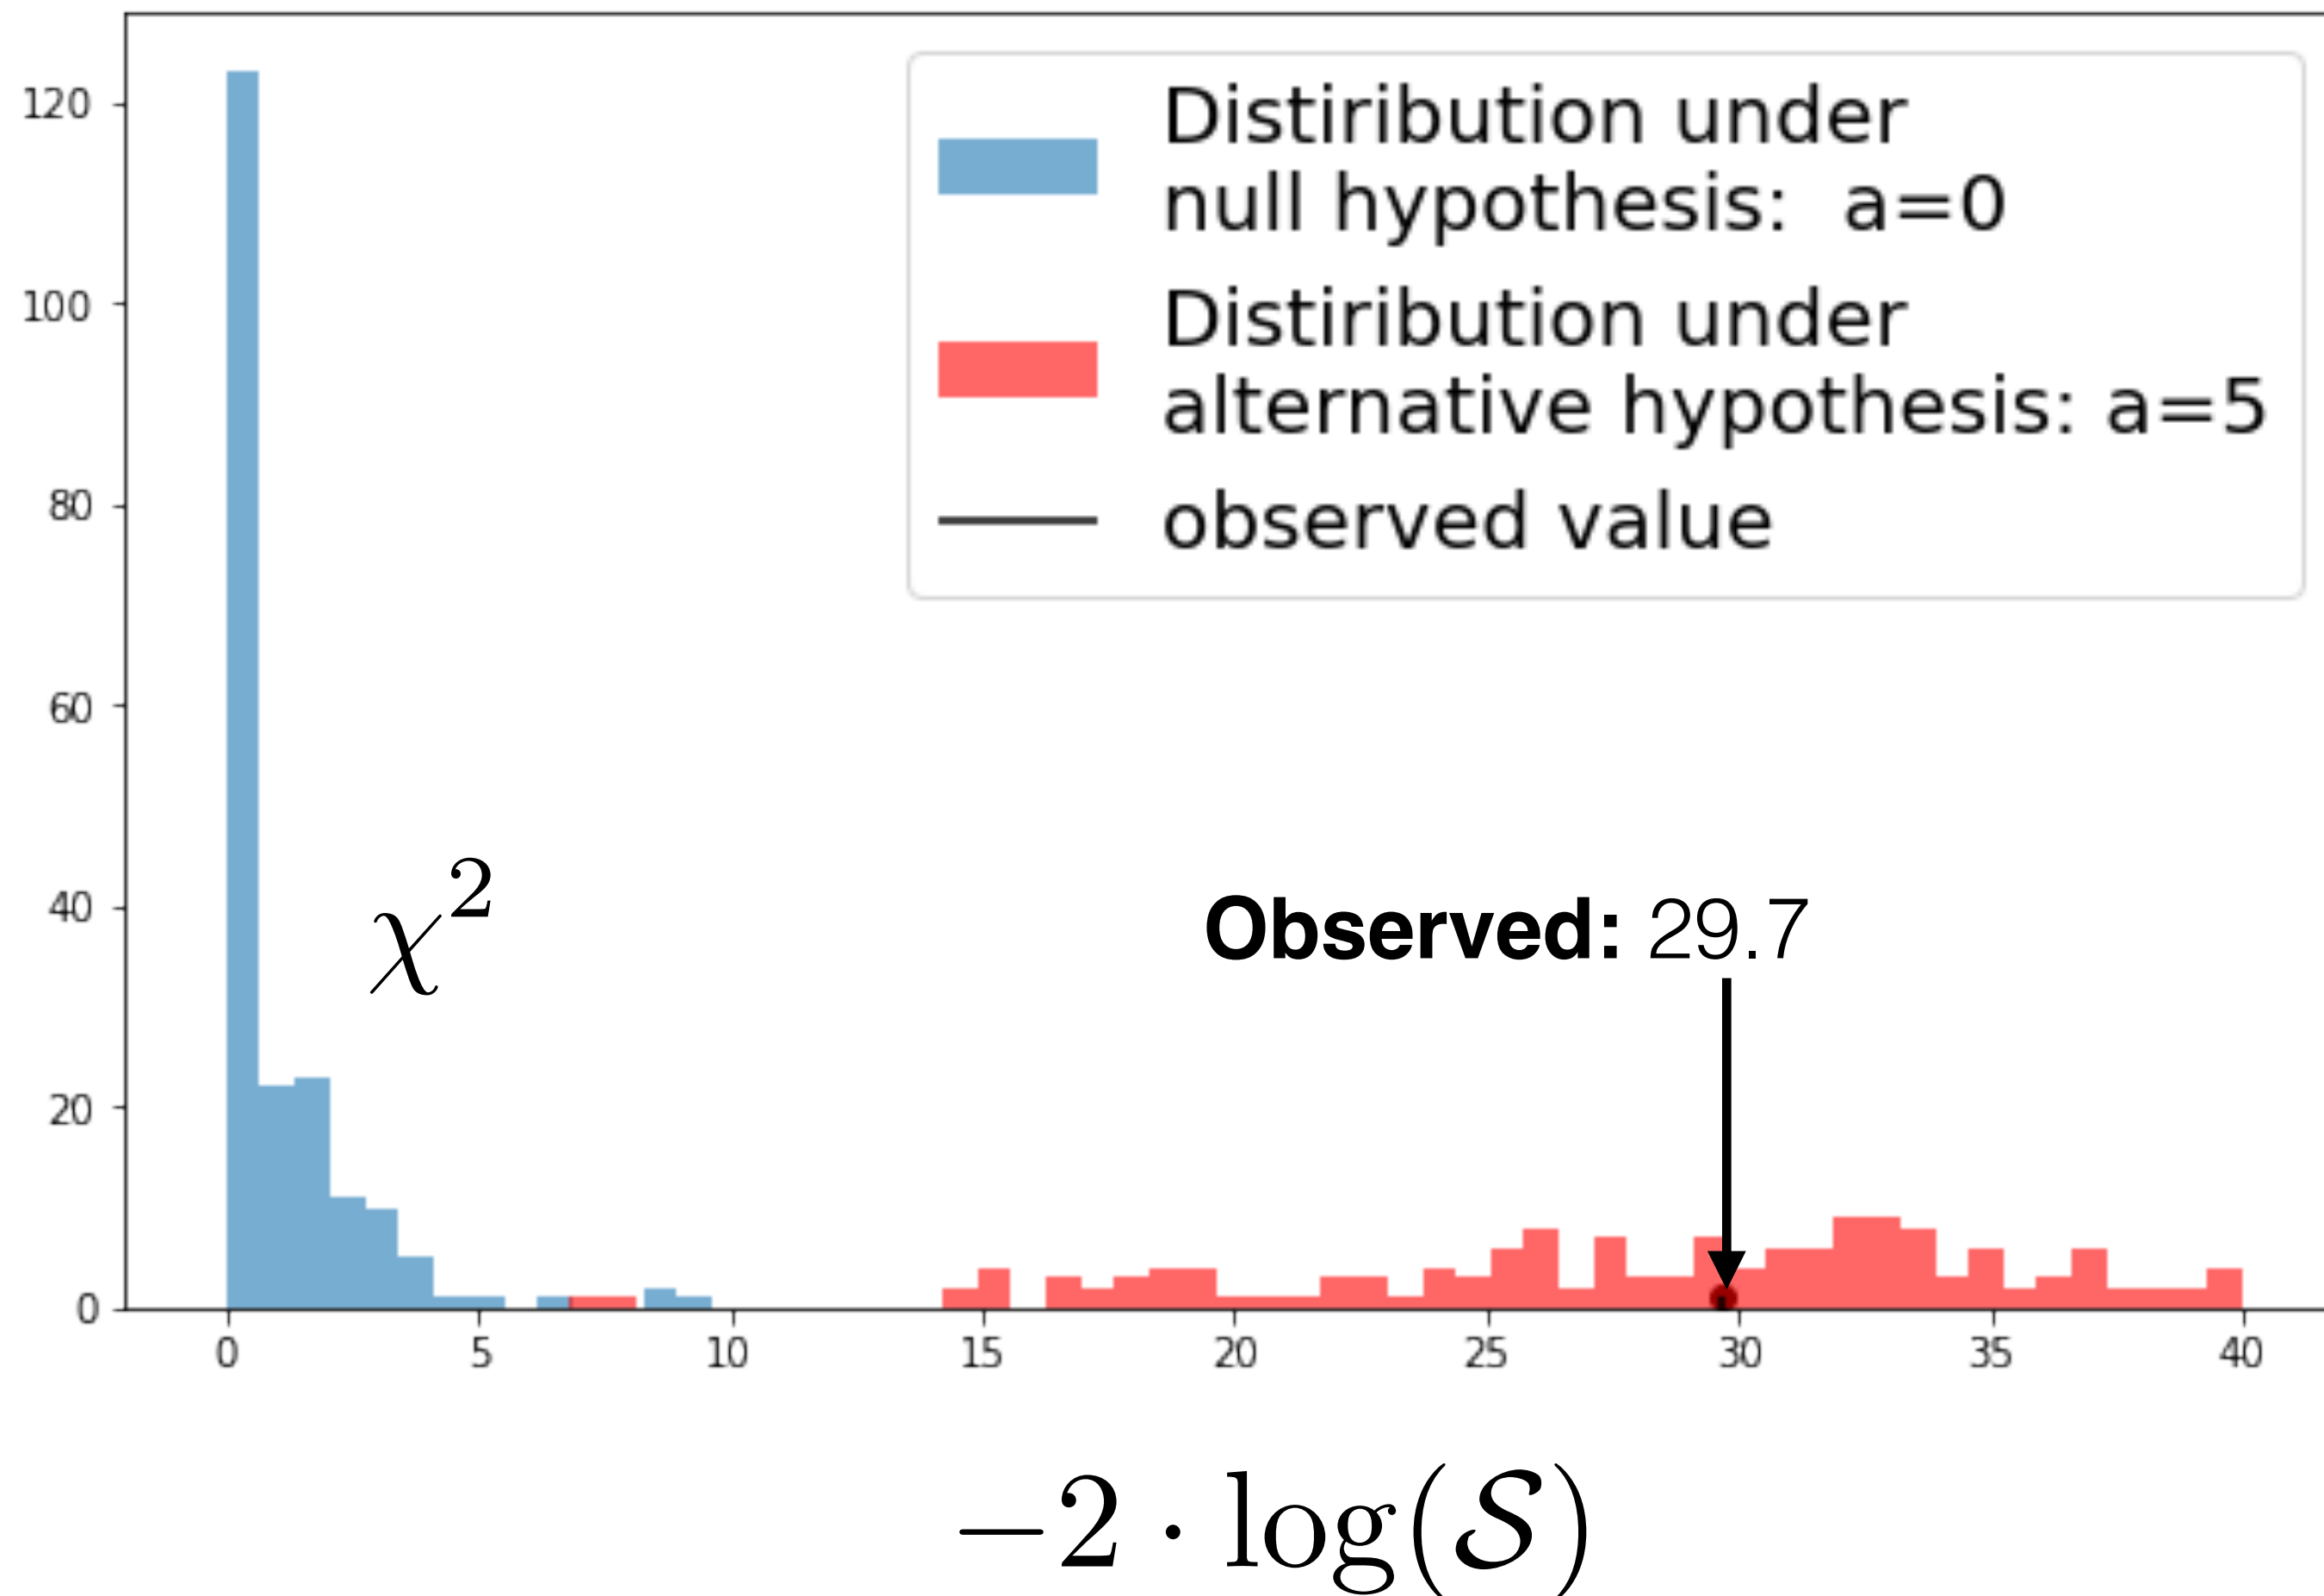 120
100
80
60
40
20
0
Distiribution under
null hypothesis:  a=0
Distiribution under
alternative hypothesis: a=5
observed value
χ²
Observed: 29.7
0 5 10 15 20 25 30 35 40
−2 · log(𝒮)